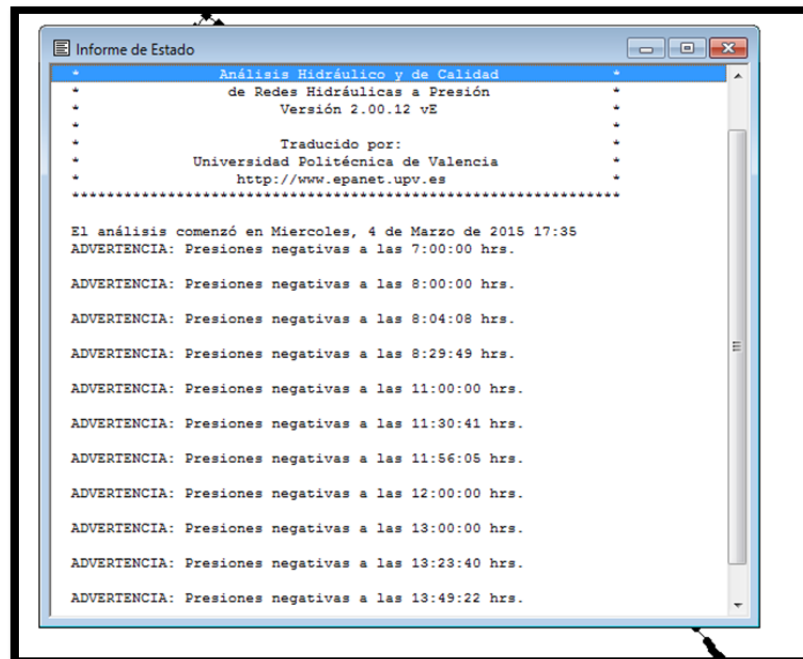 Informe de Estado
* Análisis Hidráulico y de Calidad *
* de Redes Hidráulicas a Presión *
* Versión 2.00.12 vE *
* *
* Traducido por: *
* Universidad Politécnica de Valencia *
* http://www.epanet.upv.es *
***************************************************************
El análisis comenzó en Miercoles, 4 de Marzo de 2015 17:35
ADVERTENCIA: Presiones negativas a las 7:00:00 hrs.
ADVERTENCIA: Presiones negativas a las 8:00:00 hrs.
ADVERTENCIA: Presiones negativas a las 8:04:08 hrs.
ADVERTENCIA: Presiones negativas a las 8:29:49 hrs.
ADVERTENCIA: Presiones negativas a las 11:00:00 hrs.
ADVERTENCIA: Presiones negativas a las 11:30:41 hrs.
ADVERTENCIA: Presiones negativas a las 11:56:05 hrs.
ADVERTENCIA: Presiones negativas a las 12:00:00 hrs.
ADVERTENCIA: Presiones negativas a las 13:00:00 hrs.
ADVERTENCIA: Presiones negativas a las 13:23:40 hrs.
ADVERTENCIA: Presiones negativas a las 13:49:22 hrs.